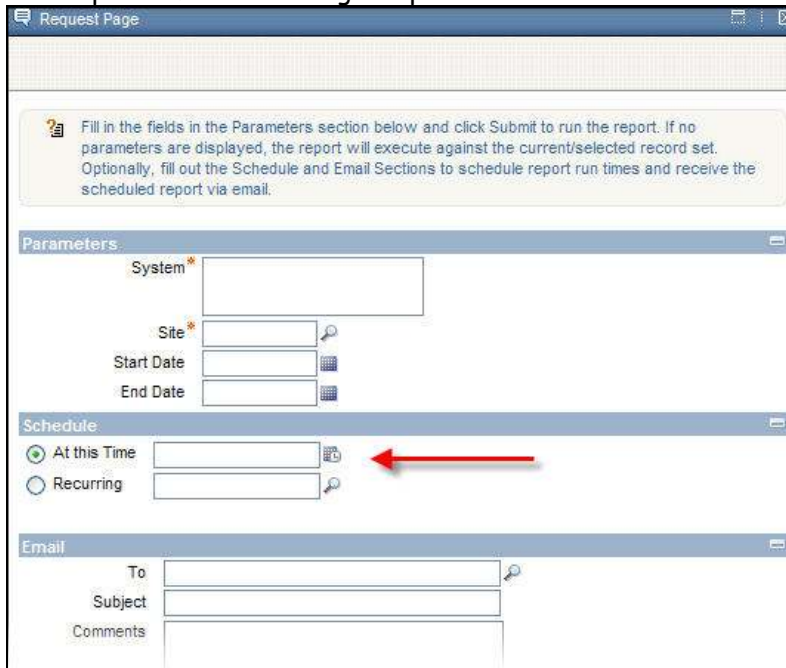 Request Page
Fill in the fields in the Parameters section below and click Submit to run the report. If no
parameters are displayed, the report will execute against the current/selected record set.
Optionally, fill out the Schedule and Email Sections to schedule report run times and receive the
scheduled report via email.
Parameters
System*
Site*
Start Date
End Date
Schedule
At this Time
Recurring
Email
To
Subject
Comments